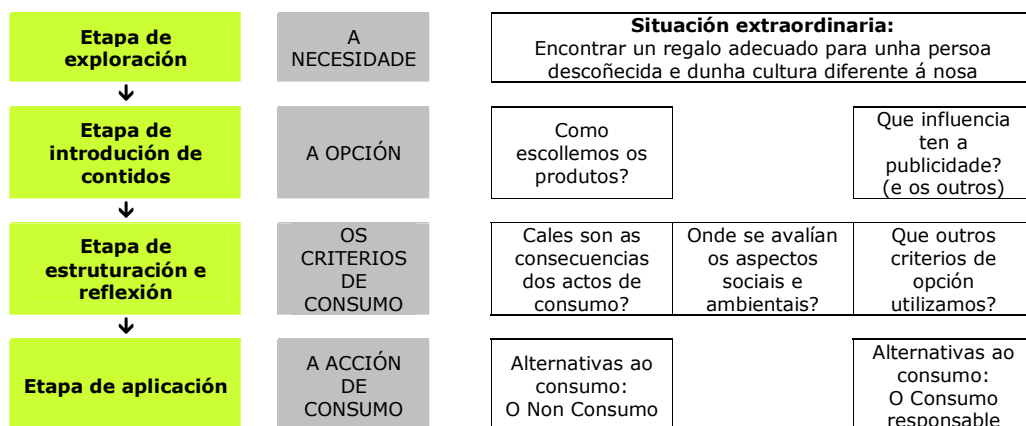 Etapa de
exploración
A
NECESIDADE
Situación extraordinaria:
Encontrar un regalo adecuado para unha persoa
descoñecida e dunha cultura diferente á nosa
Etapa de
introdución de
contidos
A OPCIÓN
Como
escollemos os
produtos?
Que influencia
ten a
publicidade?
(e os outros)
Etapa de
estruturación e
reflexión
OS
CRITERIOS
DE
CONSUMO
Cales son as
consecuencias
dos actos de
consumo?
Onde se avalían
os aspectos
sociais e
ambientais?
Que outros
criterios de
opción
utilizamos?
Etapa de aplicación
A ACCIÓN
DE
CONSUMO
Alternativas ao
consumo:
O Non Consumo
Alternativas ao
consumo:
O Consumo
responsable